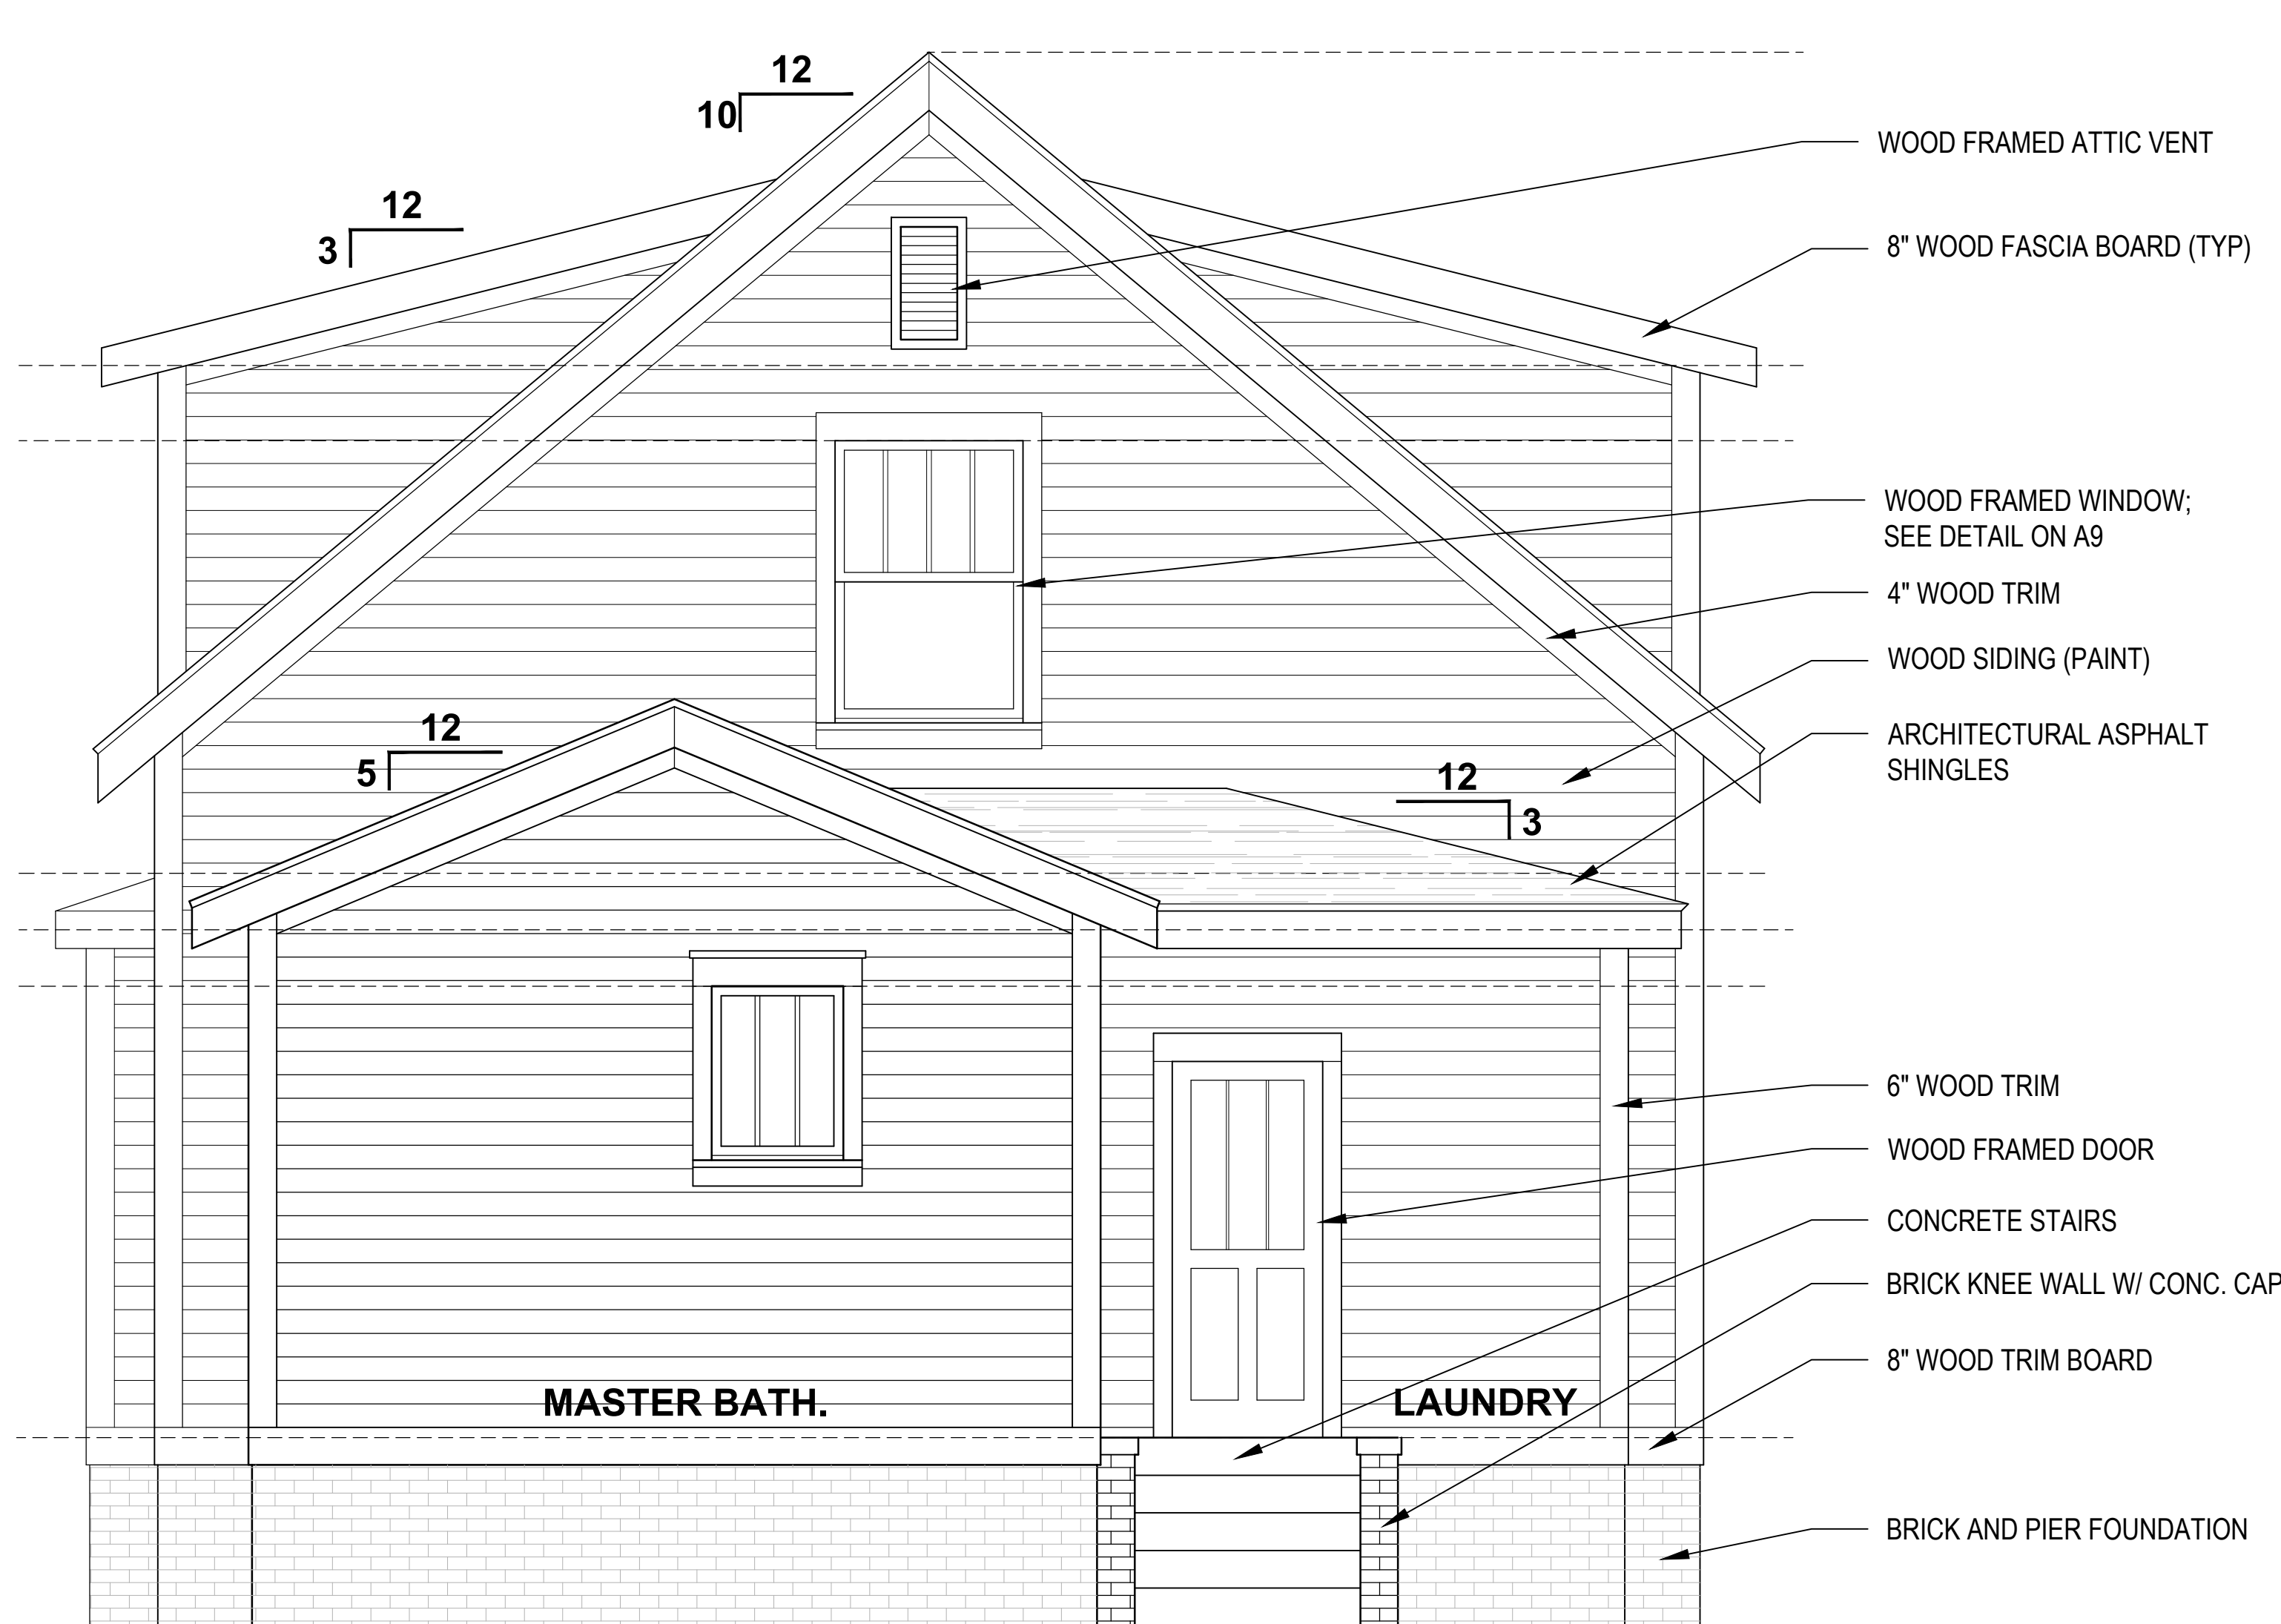 12
10
WOOD FRAMED ATTIC VENT
12
3
8" WOOD FASCIA BOARD (TYP)
WOOD FRAMED WINDOW;
SEE DETAIL ON A9
4" WOOD TRIM
WOOD SIDING (PAINT)
12
5
ARCHITECTURAL ASPHALT
SHINGLES
12
3
6" WOOD TRIM
WOOD FRAMED DOOR
CONCRETE STAIRS
BRICK KNEE WALL W/ CONC. CAP
8" WOOD TRIM BOARD
MASTER BATH.
LAUNDRY
BRICK AND PIER FOUNDATION